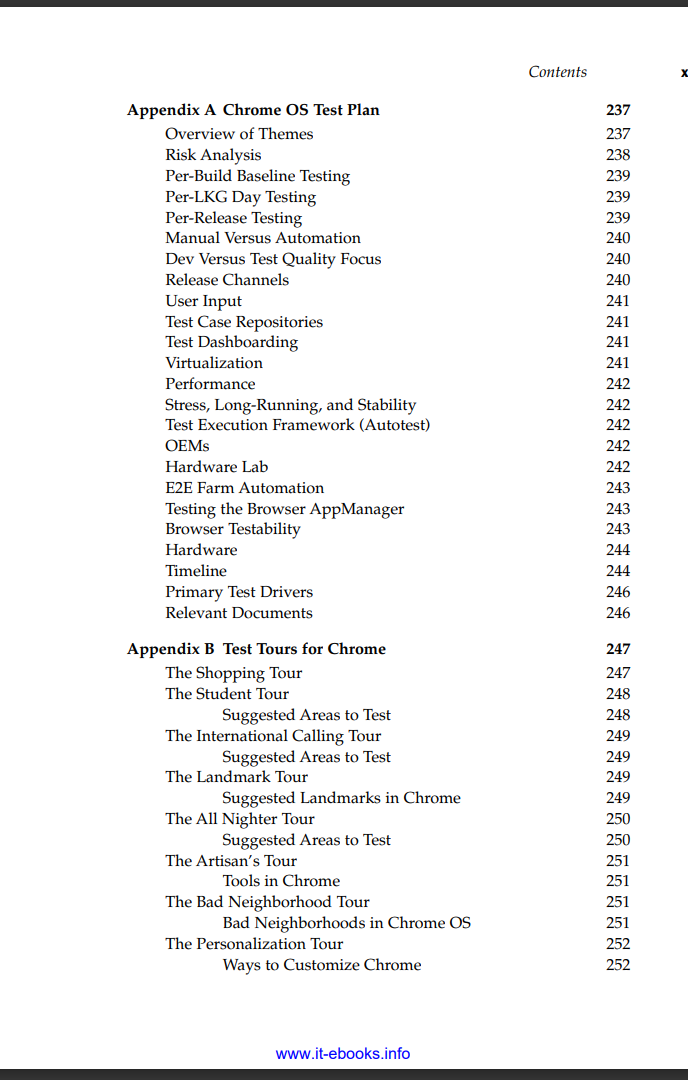 Contents x
Appendix A Chrome OS Test Plan 237
Overview of Themes 237
Risk Analysis 238
Per-Build Baseline Testing 239
Per-LKG Day Testing 239
Per-Release Testing 239
Manual Versus Automation 240
Dev Versus Test Quality Focus 240
Release Channels 240
User Input 241
Test Case Repositories 241
Test Dashboarding 241
Virtualization 241
Performance 242
Stress, Long-Running, and Stability 242
Test Execution Framework (Autotest) 242
OEMs 242
Hardware Lab 242
E2E Farm Automation 243
Testing the Browser AppManager 243
Browser Testability 243
Hardware 244
Timeline 244
Primary Test Drivers 246
Relevant Documents 246
Appendix B Test Tours for Chrome 247
The Shopping Tour 247
The Student Tour 248
Suggested Areas to Test 248
The International Calling Tour 249
Suggested Areas to Test 249
The Landmark Tour 249
Suggested Landmarks in Chrome 249
The All Nighter Tour 250
Suggested Areas to Test 250
The Artisan’s Tour 251
Tools in Chrome 251
The Bad Neighborhood Tour 251
Bad Neighborhoods in Chrome OS 251
The Personalization Tour 252
Ways to Customize Chrome 252
www.it-ebooks.info